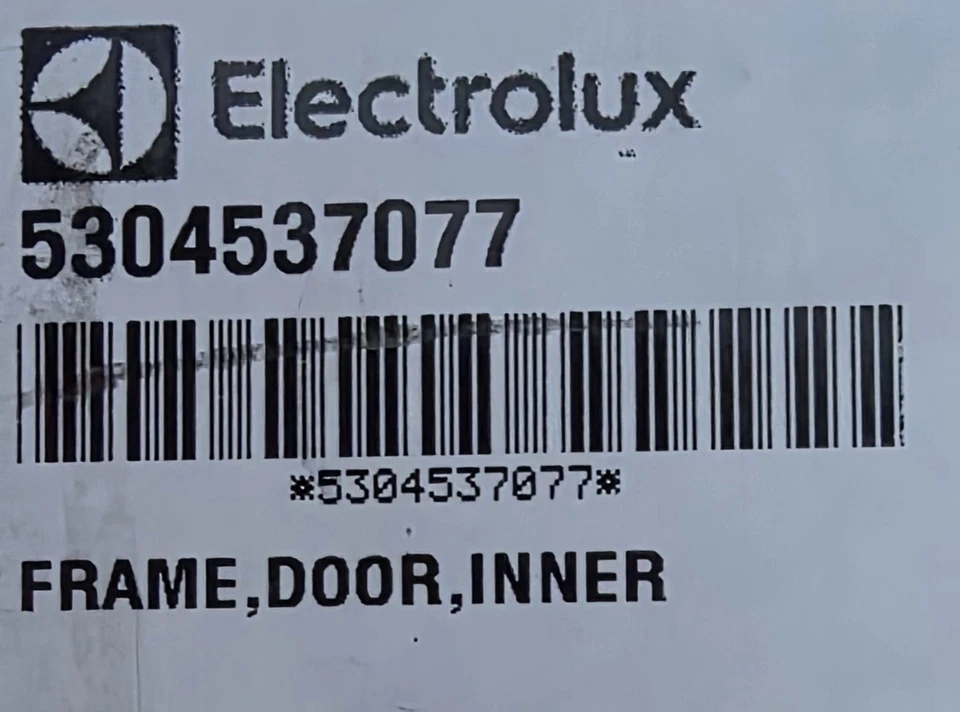 Electrolux
5304537077
*5304537077*
FRAME,DOOR,INNER